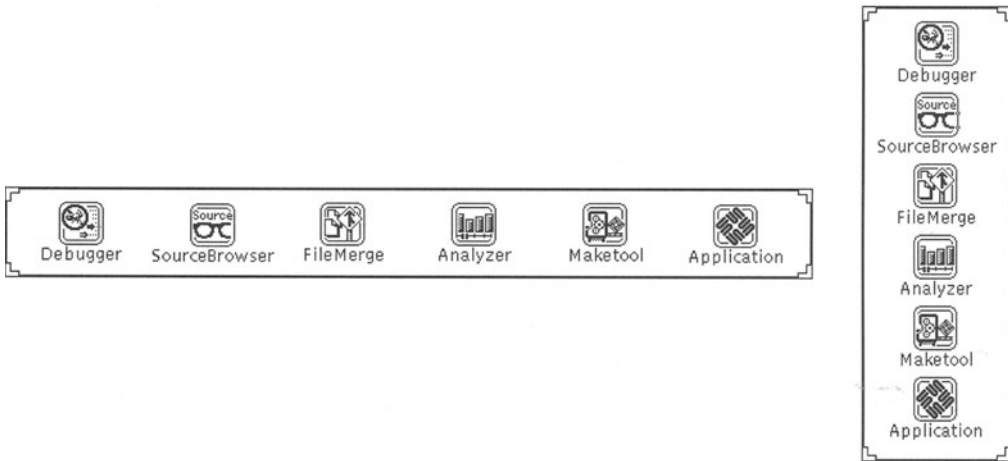 Source
Debugger SourceBrowser FileMerge Analyzer Maketool Application
Debugger
Source
SourceBrowser
FileMerge
Analyzer
Maketool
Application